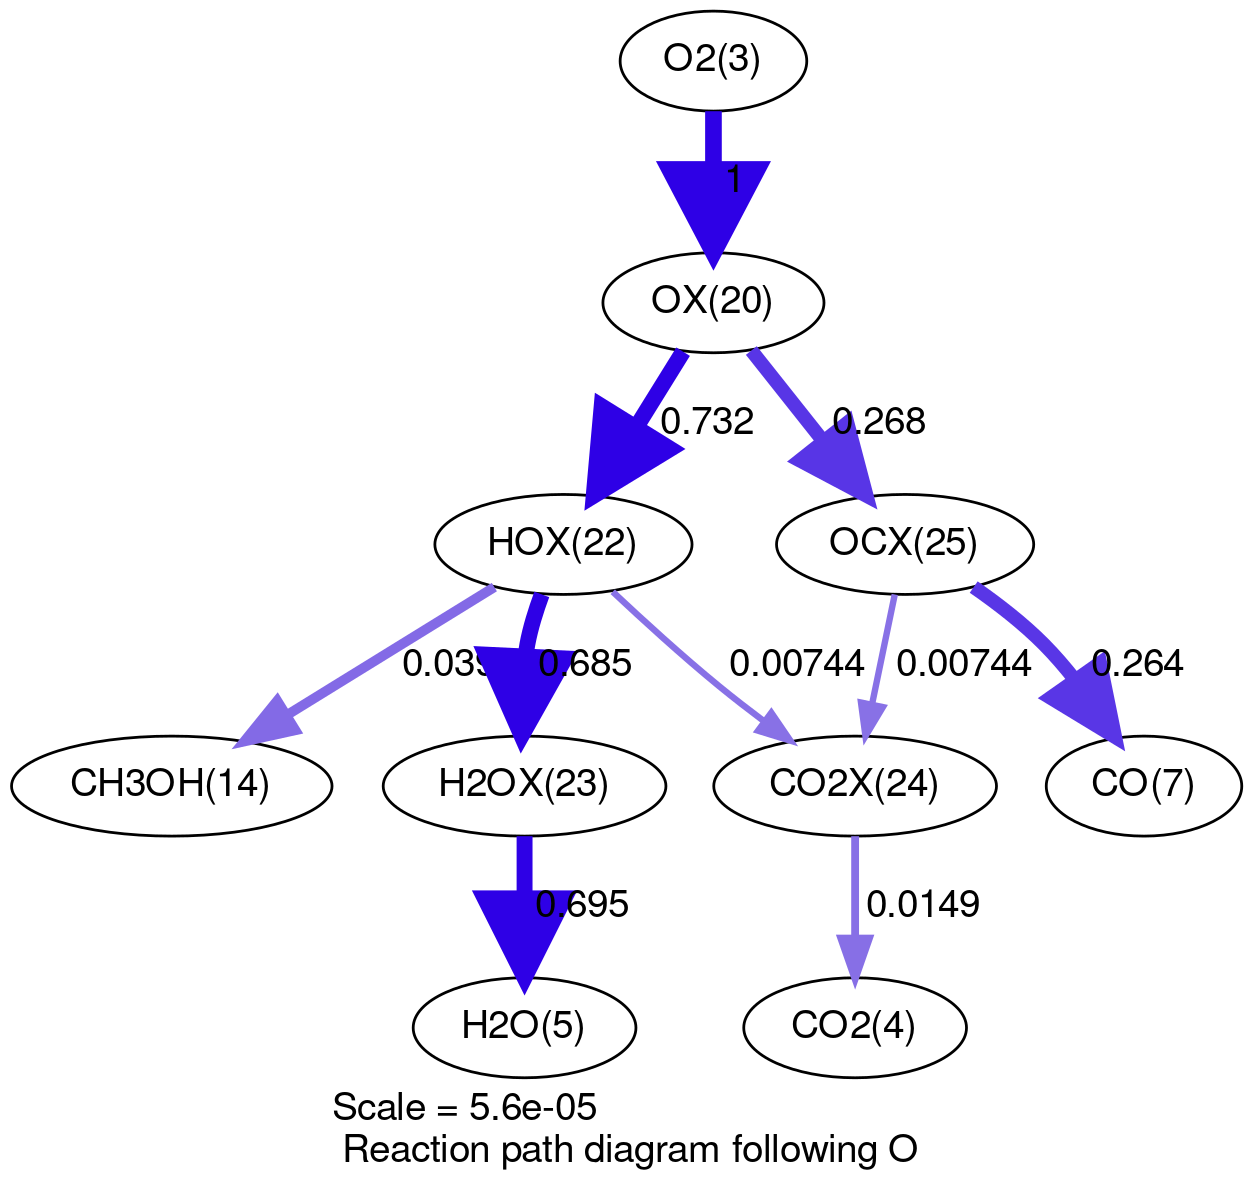 O2(3)
1
OX(20)
0.732
0.268
HOX(22)
OCX(25)
0.685
0.00744
0.00744
0.264
CH3OH(14)
H2OX(23)
CO2X(24)
CO(7)
0.695
0.0149
H2O(5)
CO2(4)
Scale = 5.6e-05
Reaction path diagram following O